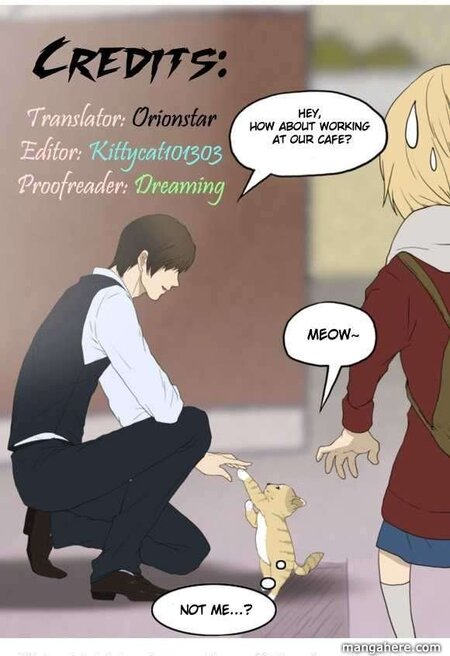 CREDITS:
Translator: Orionstar
Editor: Kittycat101303
Proofreader: Dreaming
HEY,
HOW ABOUT WORKING
AT OUR CAFE?
MEOW~
NOT ME...?
mangahere.com